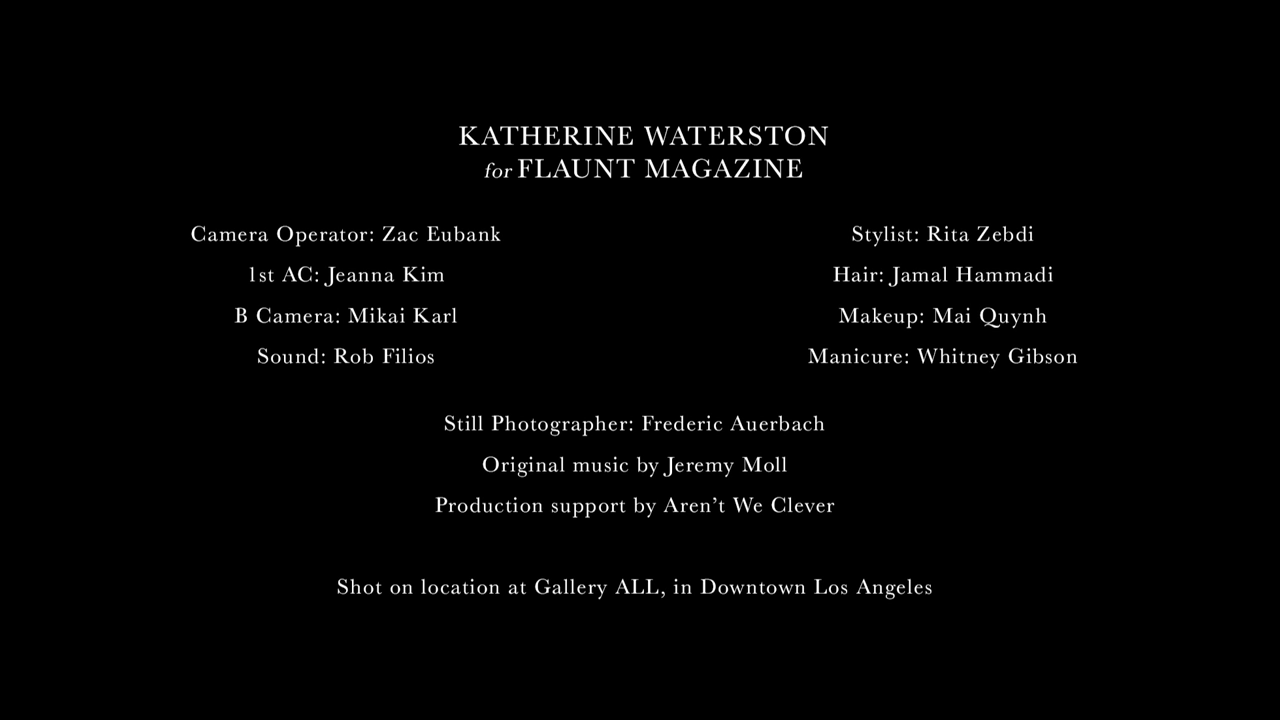 KATHERINE WATERSTON
for FLAUNT MAGAZINE
Camera Operator: Zac Eubank
1st AC: Jeanna Kim
B Camera: Mikai Karl
Sound: Rob Filios
Stylist: Rita Zebdi
Hair: Jamal Hammadi
Makeup: Mai Quynh
Manicure: Whitney Gibson
Still Photographer: Frederic Auerbach
Original music by Jeremy Moll
Production support by Aren’t We Clever
Shot on location at Gallery ALL, in Downtown Los Angeles